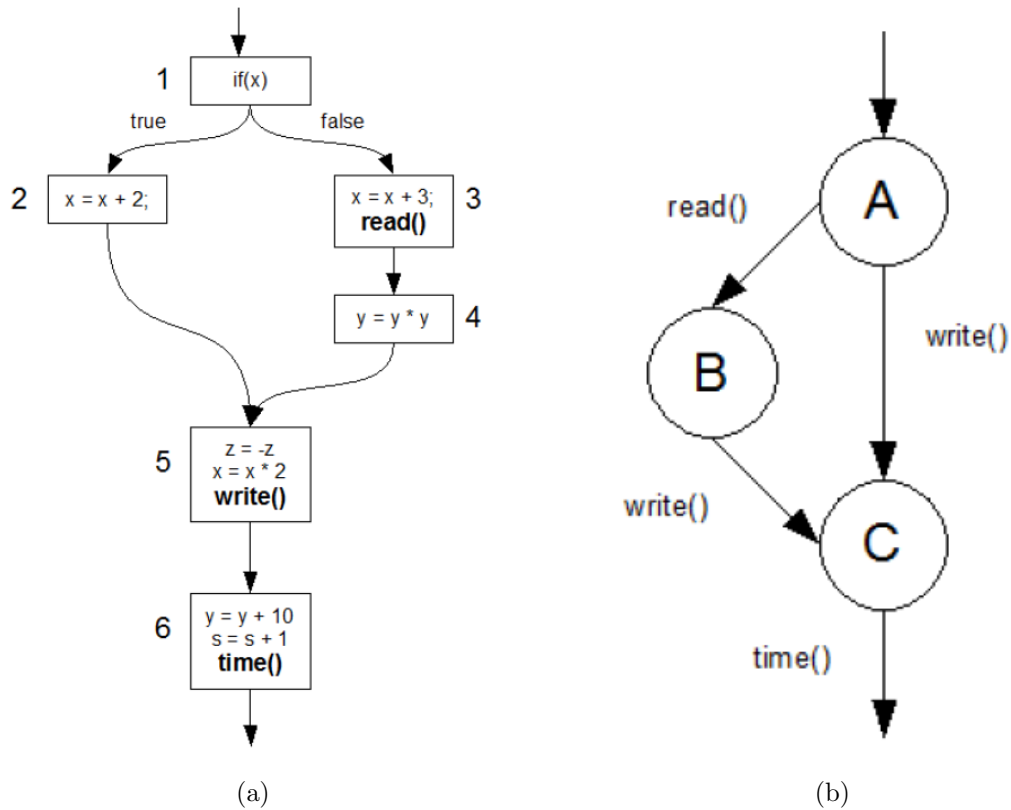 1
if(x)
true
false
2
x = x + 2;
x = x + 3;
read()
3
y = y * y
4
5
z = -z
x = x * 2
write()
6
y = y + 10
s = s + 1
time()
(a)
A
read()
write()
B
write()
C
time()
(b)